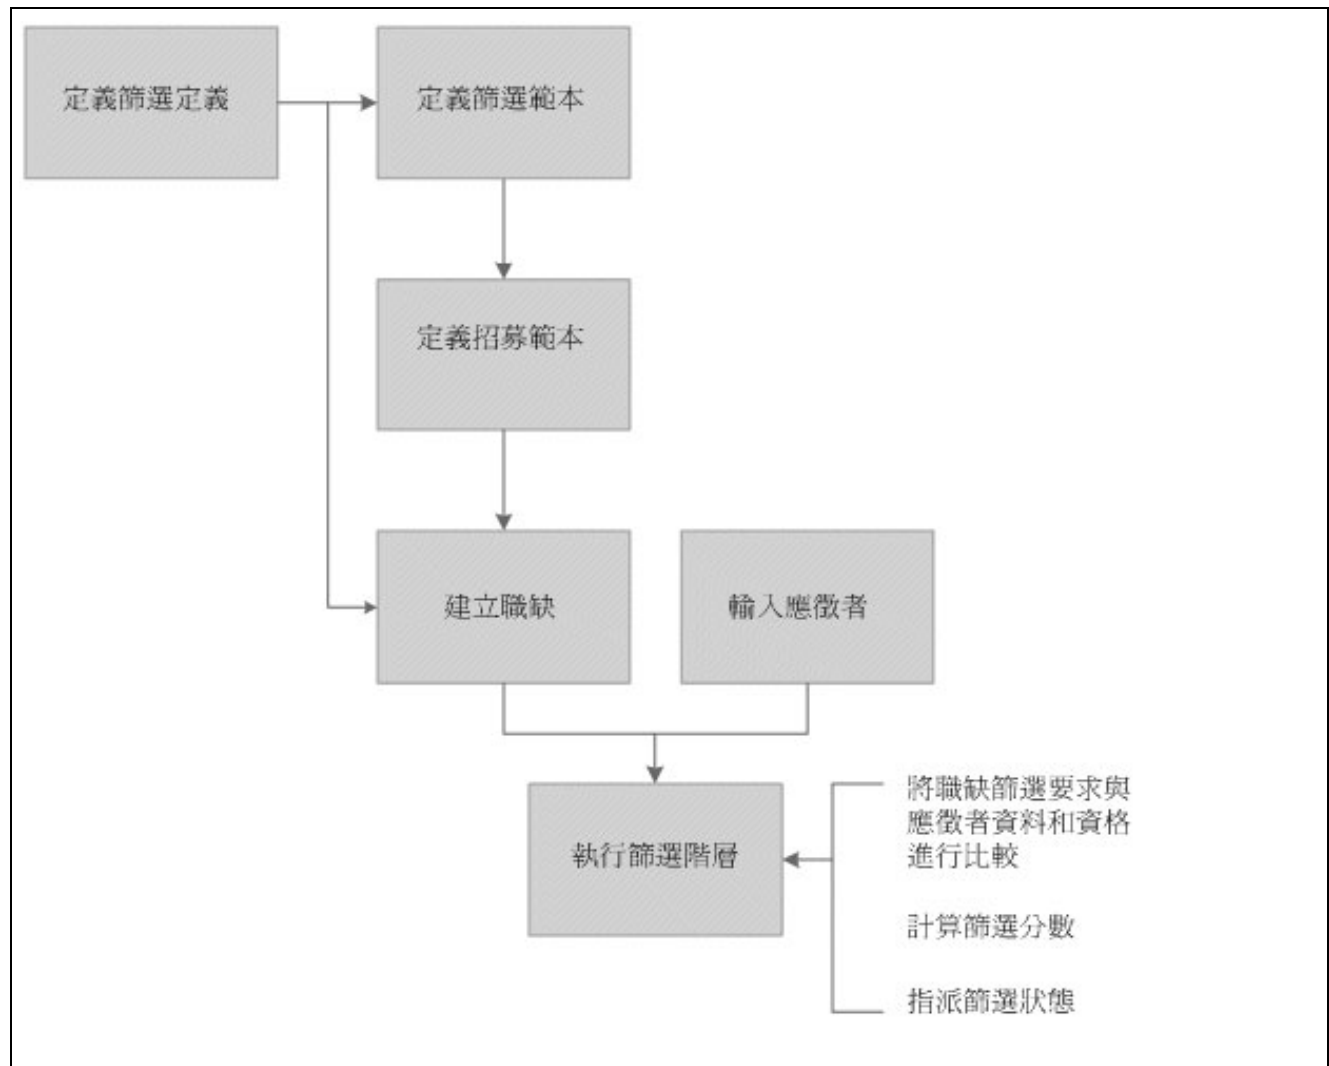 定義篩選定義
定義篩選範本
定義招募範本
建立職缺
輸入應徵者
執行篩選階層
將職缺篩選要求與
應徵者資料和資格
進行比較
計算篩選分數
指派篩選狀態